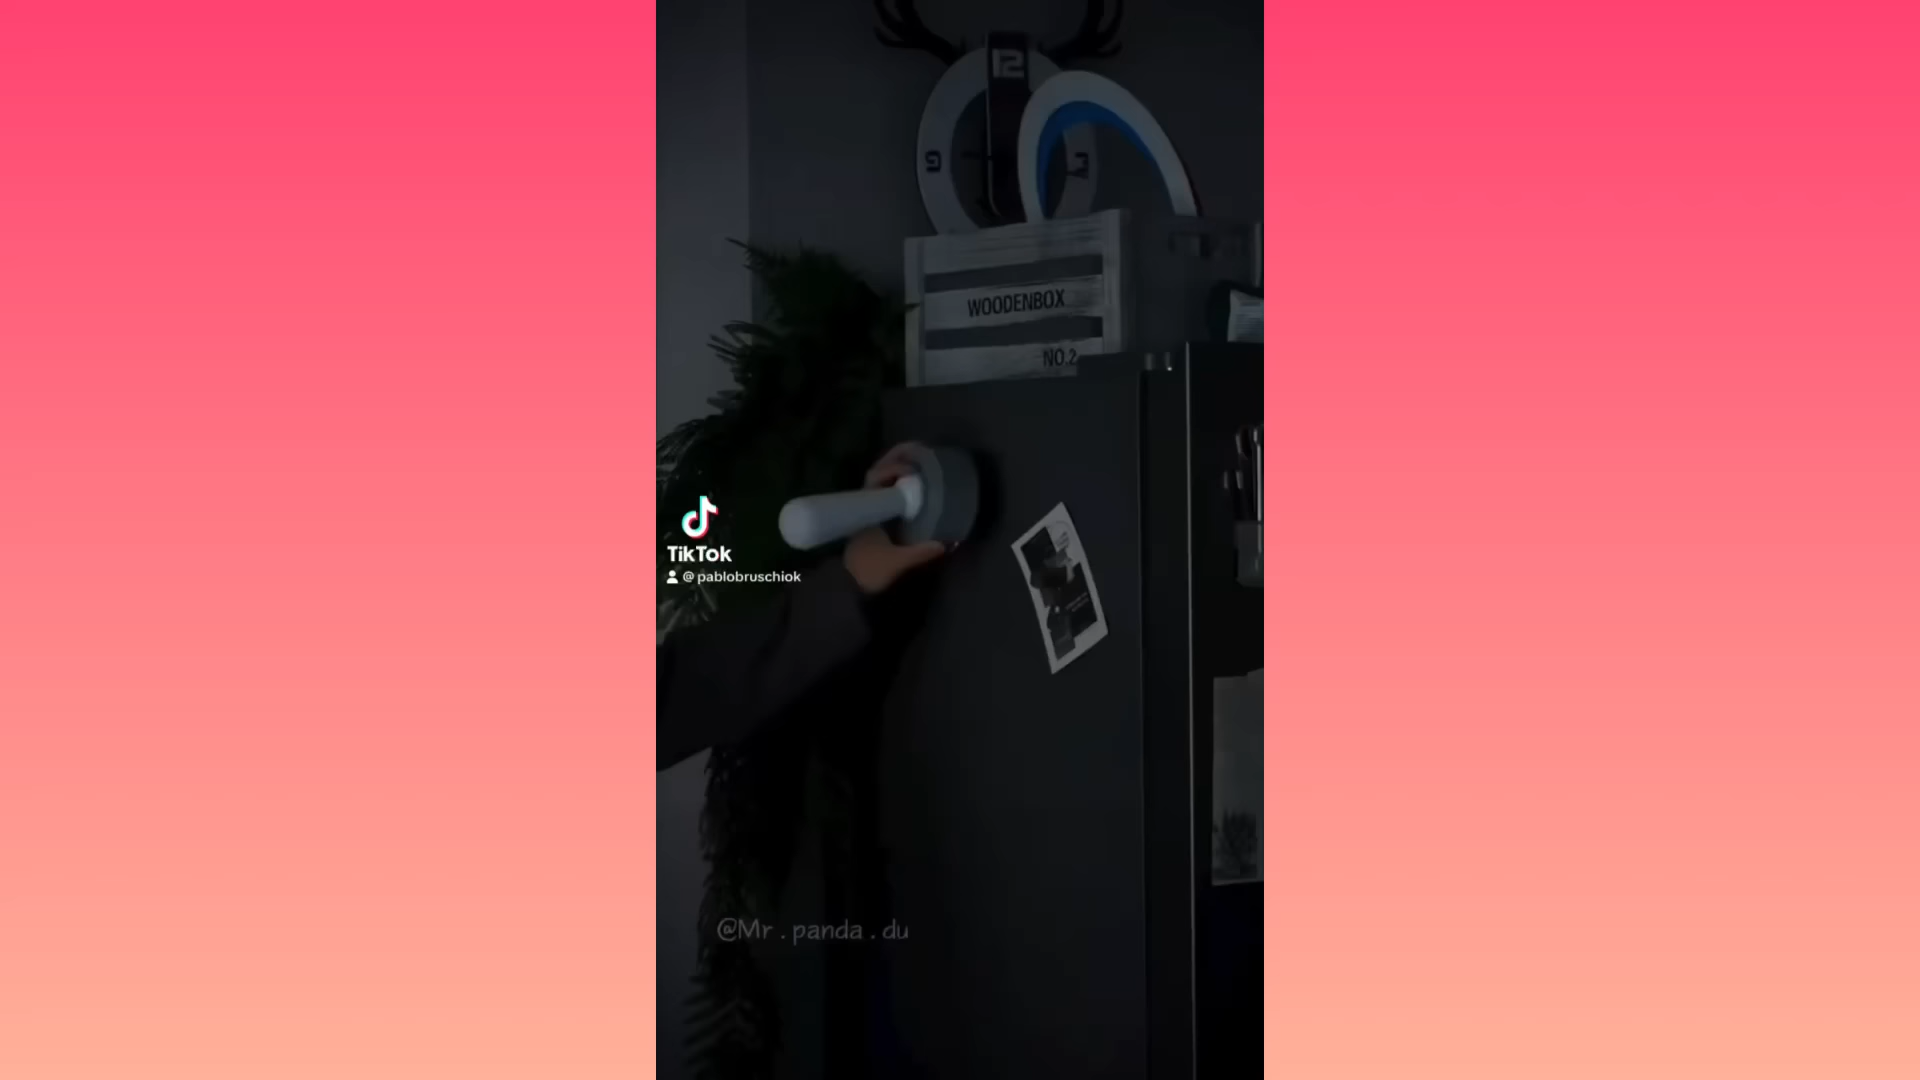 12
9
3
WOODENBOX
NO.2
TikTok
@pablobruschiok
@Mr.panda.du